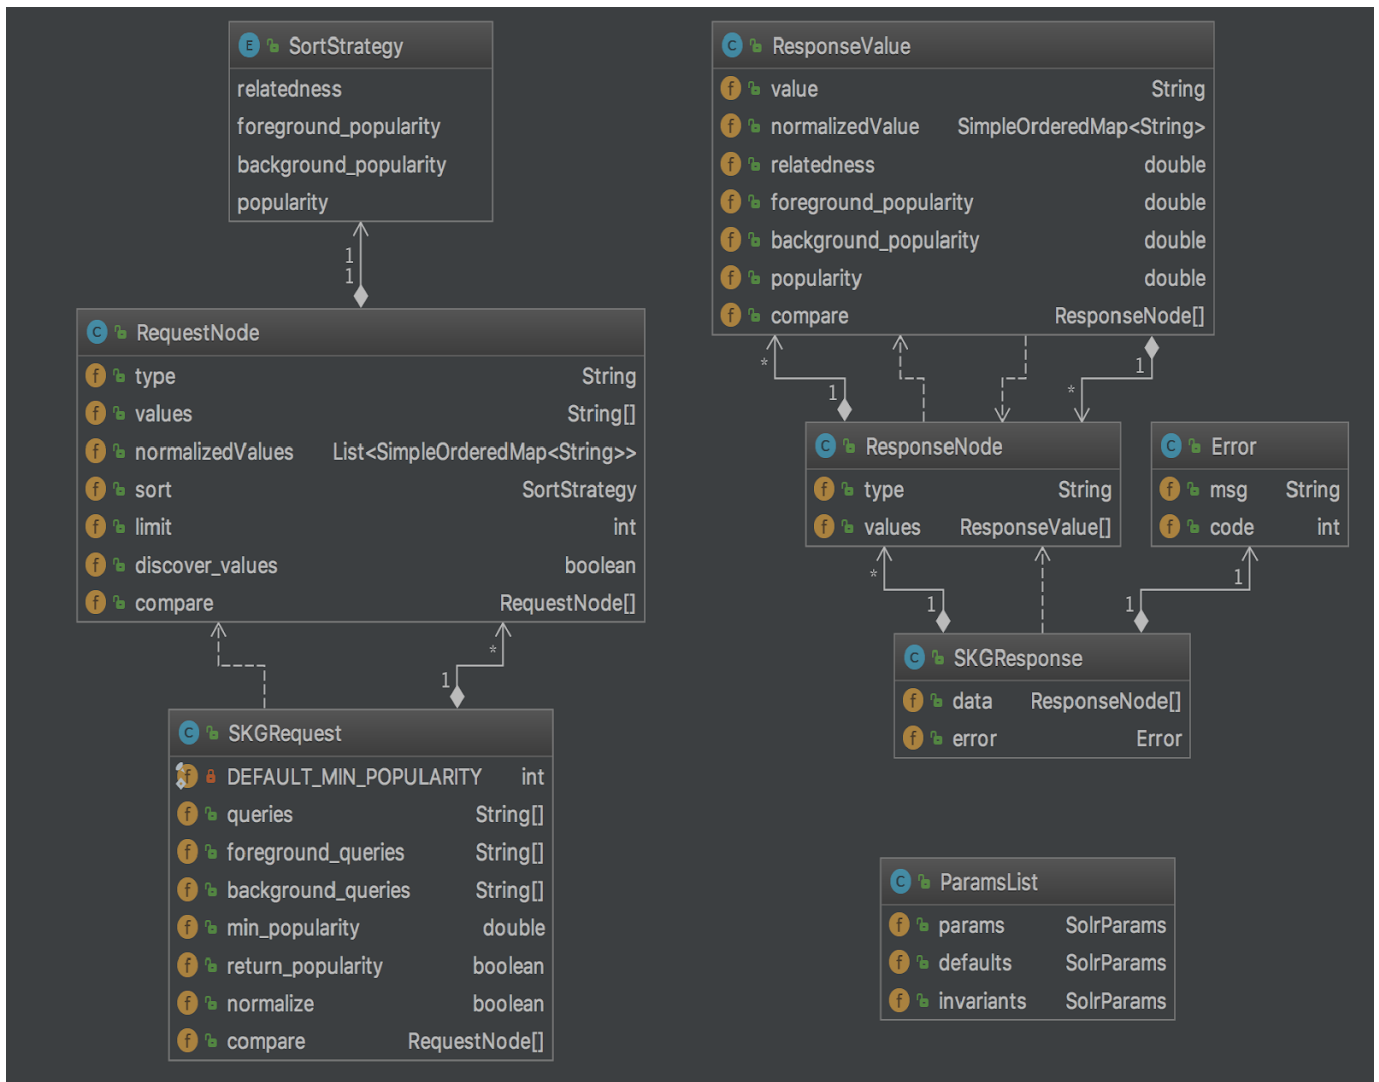 E SortStrategy
relatedness
foreground_popularity
background_popularity
popularity
1
1
C RequestNode
f type String
f values String[]
f normalizedValues List<SimpleOrderedMap<String>>
f sort SortStrategy
f limit int
f discover_values boolean
f compare RequestNode[]
*
1
C SKGRequest
f DEFAULT_MIN_POPULARITY int
f queries String[]
f foreground_queries String[]
f background_queries String[]
f min_popularity double
f return_popularity boolean
f normalize boolean
f compare RequestNode[]
C ResponseValue
f value String
f normalizedValue SimpleOrderedMap<String>
f relatedness double
f foreground_popularity double
f background_popularity double
f popularity double
f compare ResponseNode[]
* 1
1 *
C ResponseNode
f type String
f values ResponseValue[]
C Error
f msg String
f code int
* 1
1 1
C SKGResponse
f data ResponseNode[]
f error Error
C ParamsList
f params SolrParams
f defaults SolrParams
f invariants SolrParams